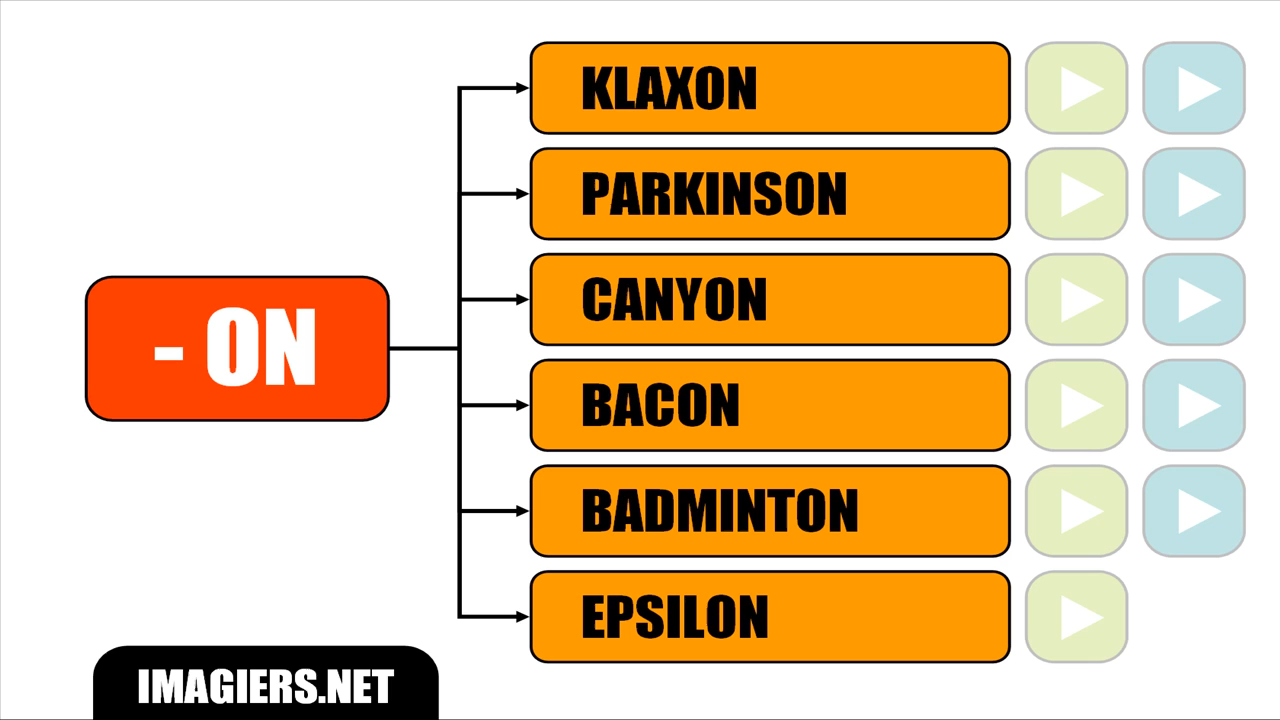 KLAXON
PARKINSON
CANYON
- ON
BACON
BADMINTON
EPSILON
IMAGIERS.NET